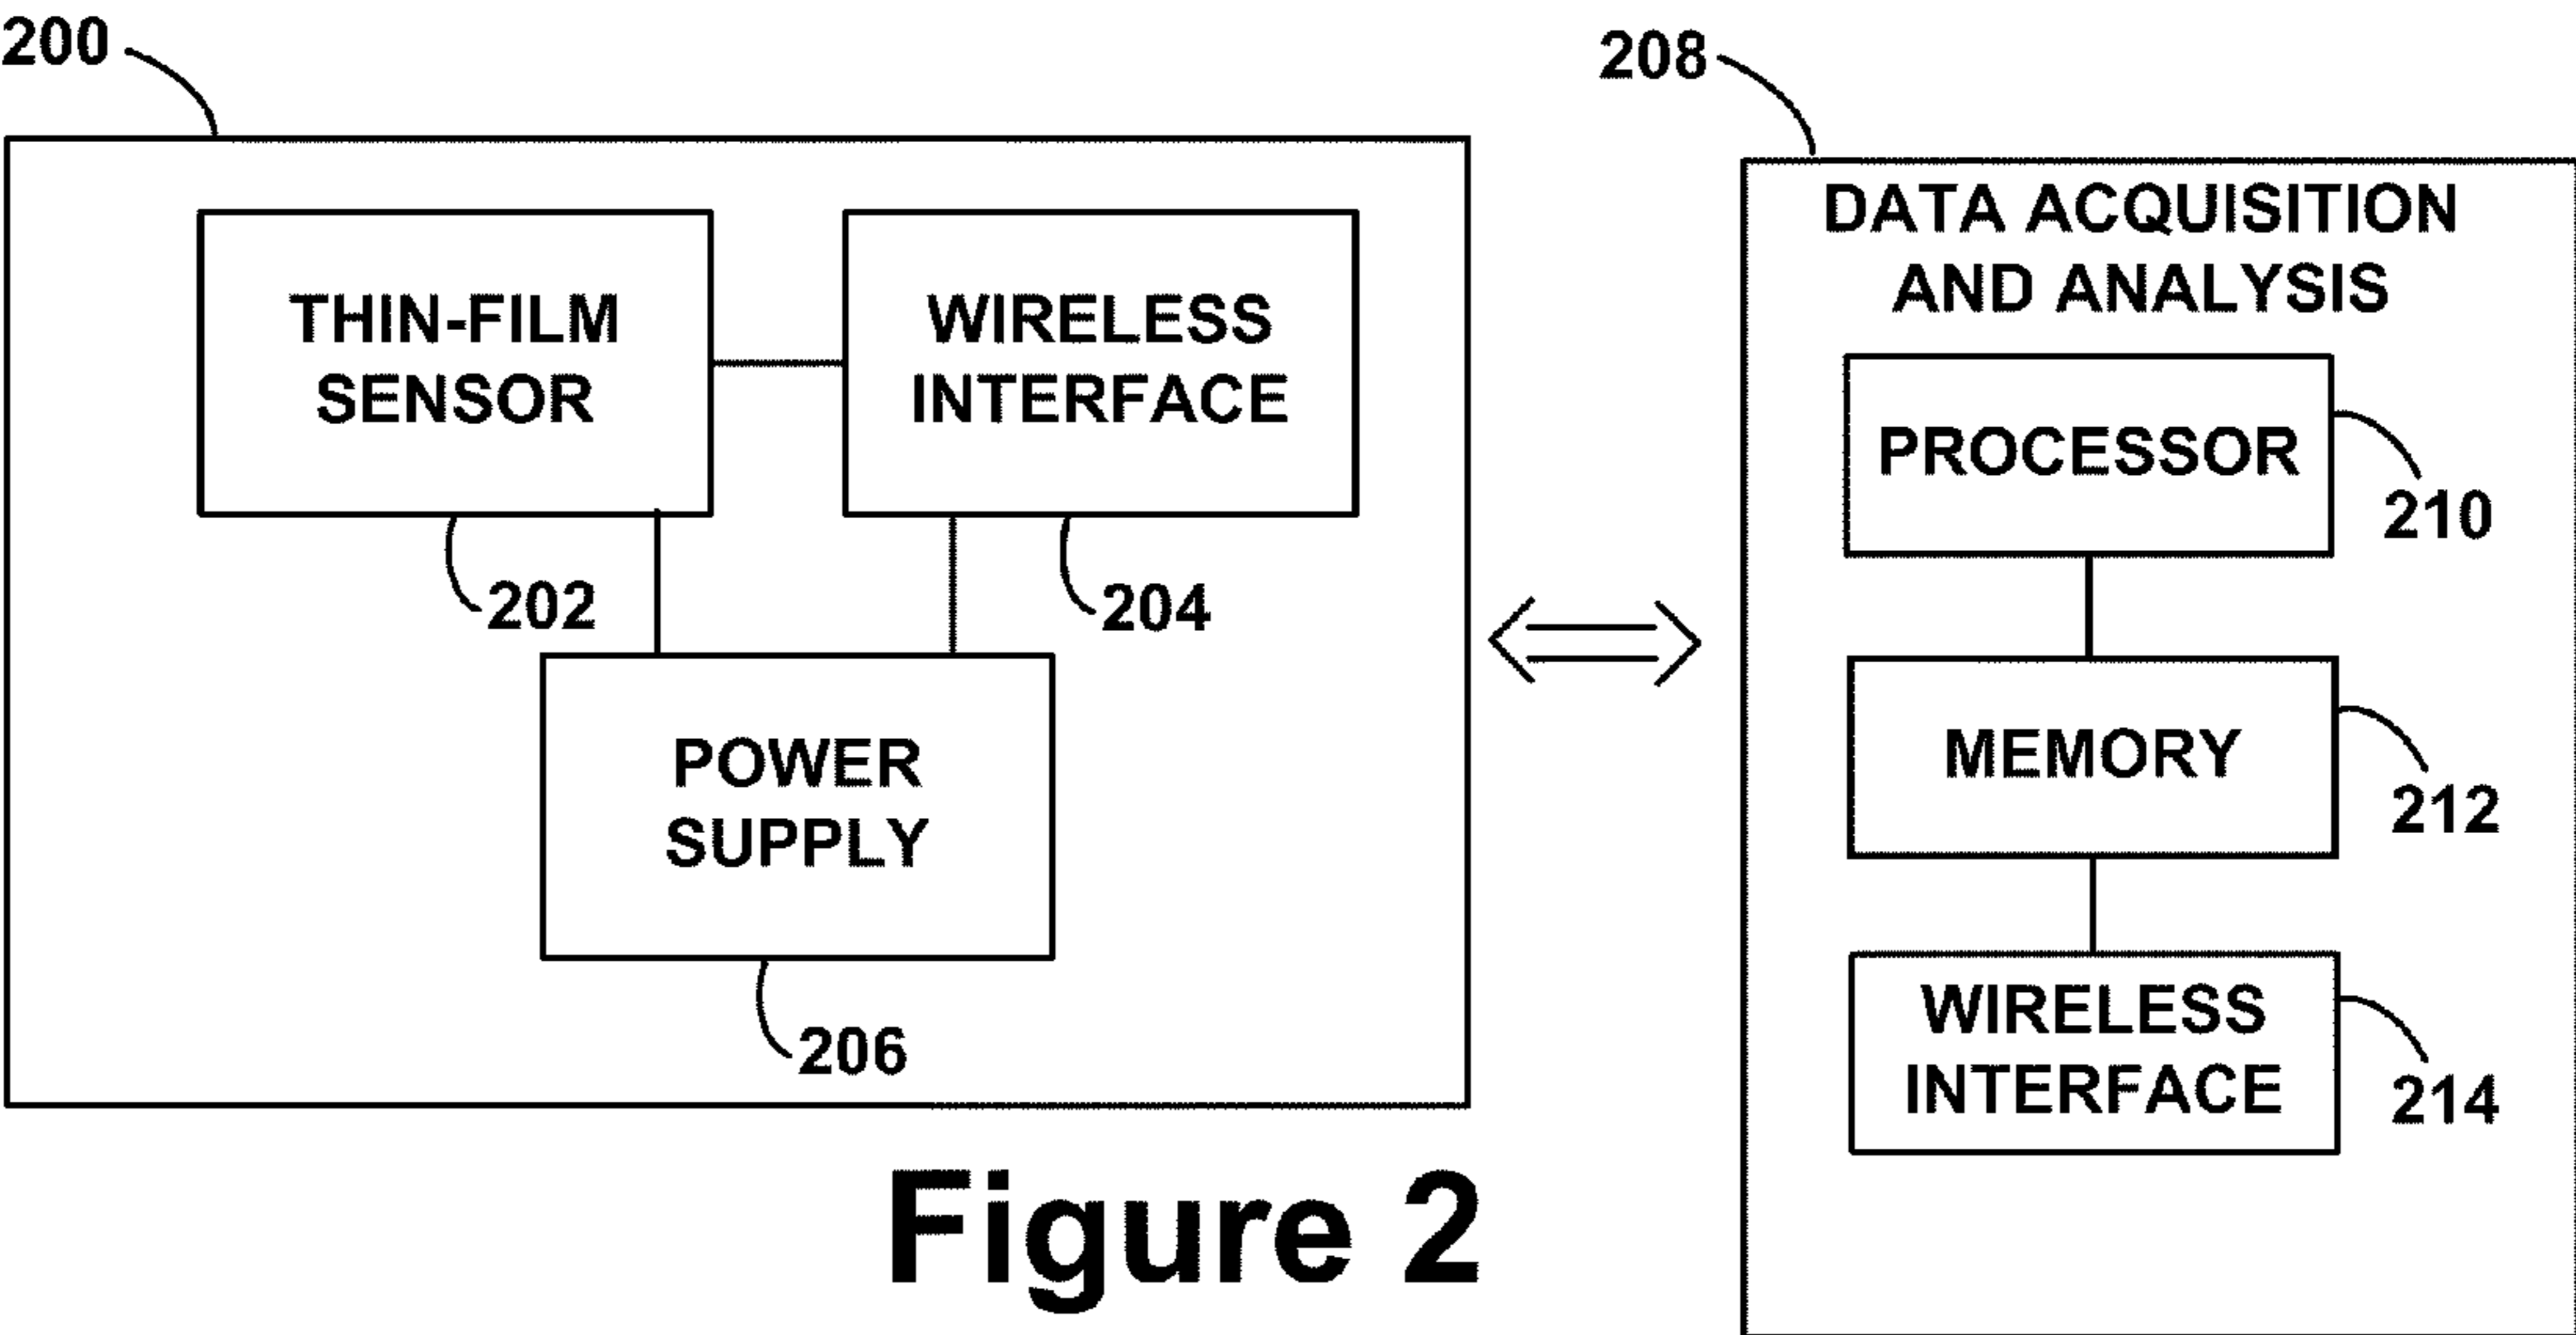 200
208
THIN-FILM
SENSOR
WIRELESS
INTERFACE
202
204
POWER
SUPPLY
206
DATA ACQUISITION
AND ANALYSIS
PROCESSOR
210
MEMORY
212
WIRELESS
INTERFACE
214
Figure 2